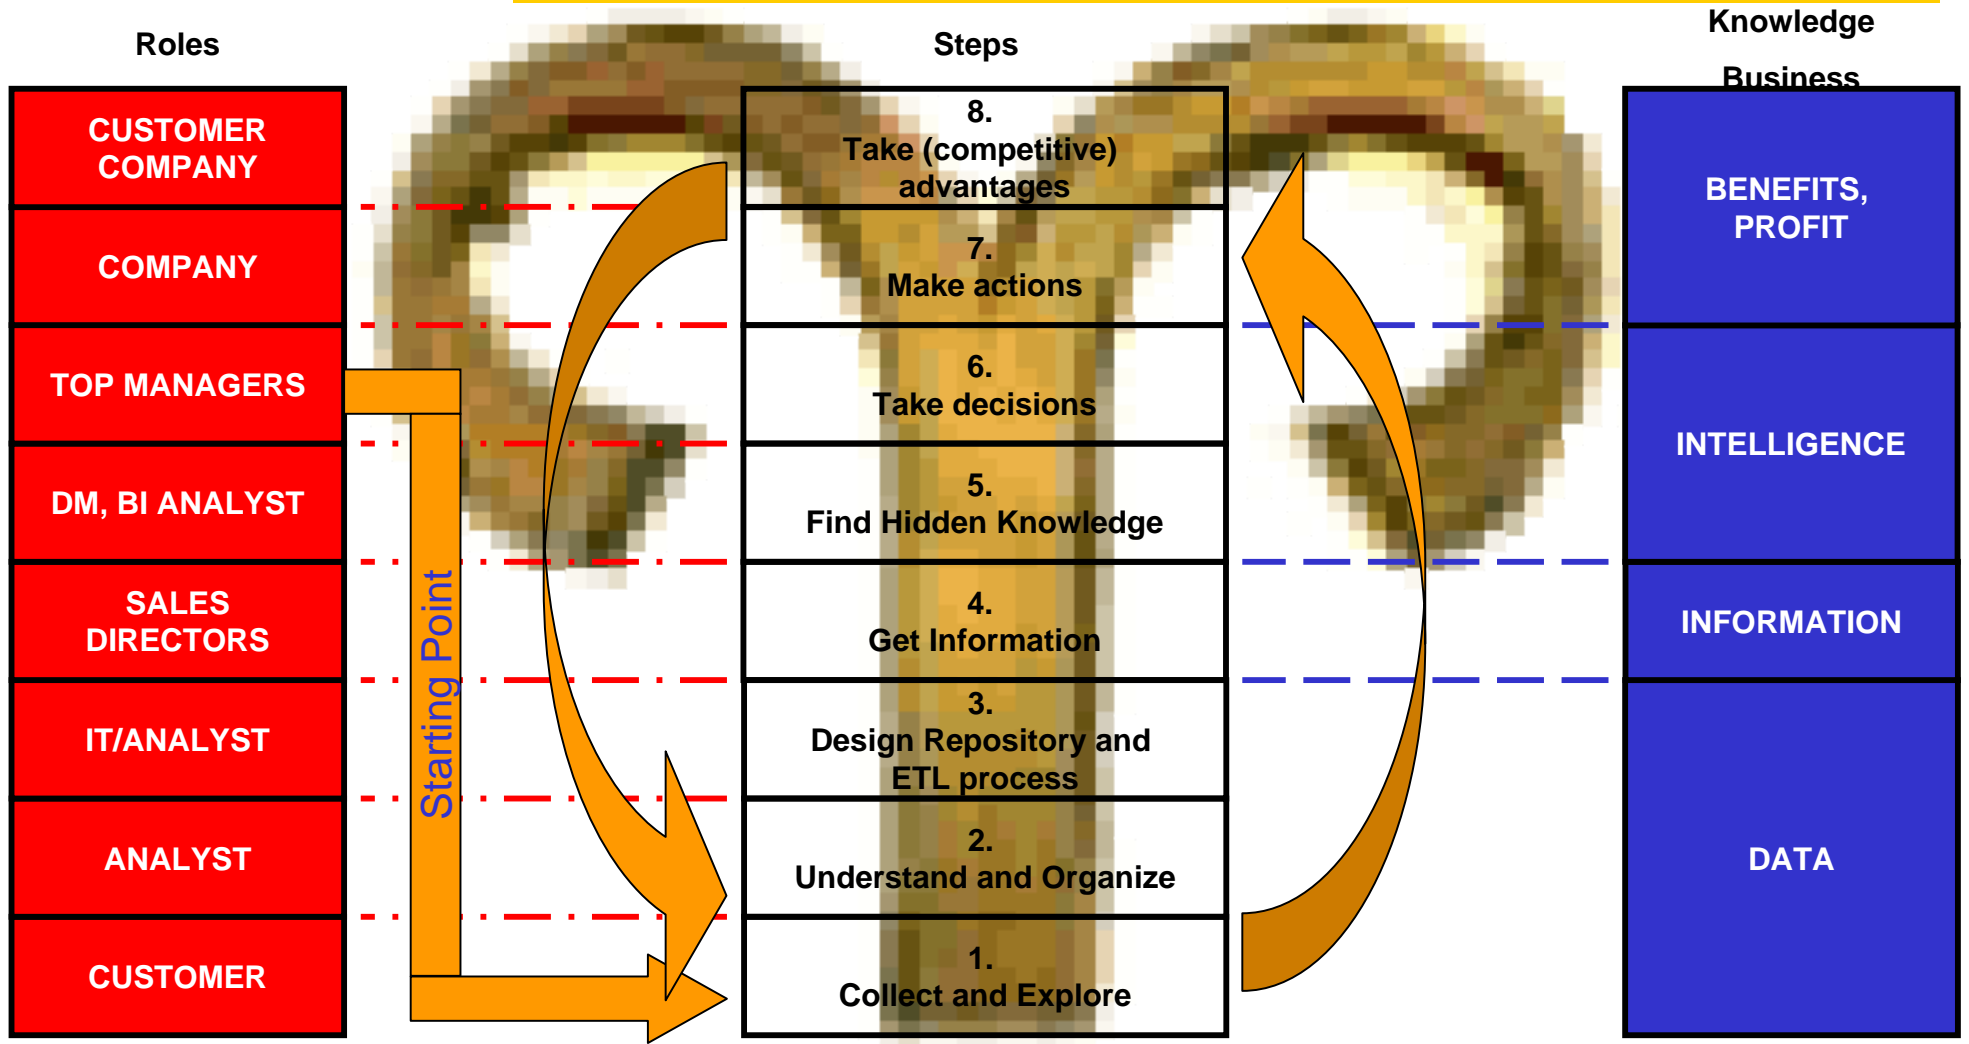 Roles
CUSTOMER
COMPANY
COMPANY
TOP MANAGERS
DM, BI ANALYST
SALES
DIRECTORS
IT/ANALYST
ANALYST
CUSTOMER
Starting Point
Steps
8.
Take (competitive)
advantages
7.
Make actions
6.
Take decisions
5.
Find Hidden Knowledge
4.
Get Information
3.
Design Repository and
ETL process
2.
Understand and Organize
1.
Collect and Explore
Knowledge
Business
BENEFITS,
PROFIT
INTELLIGENCE
INFORMATION
DATA